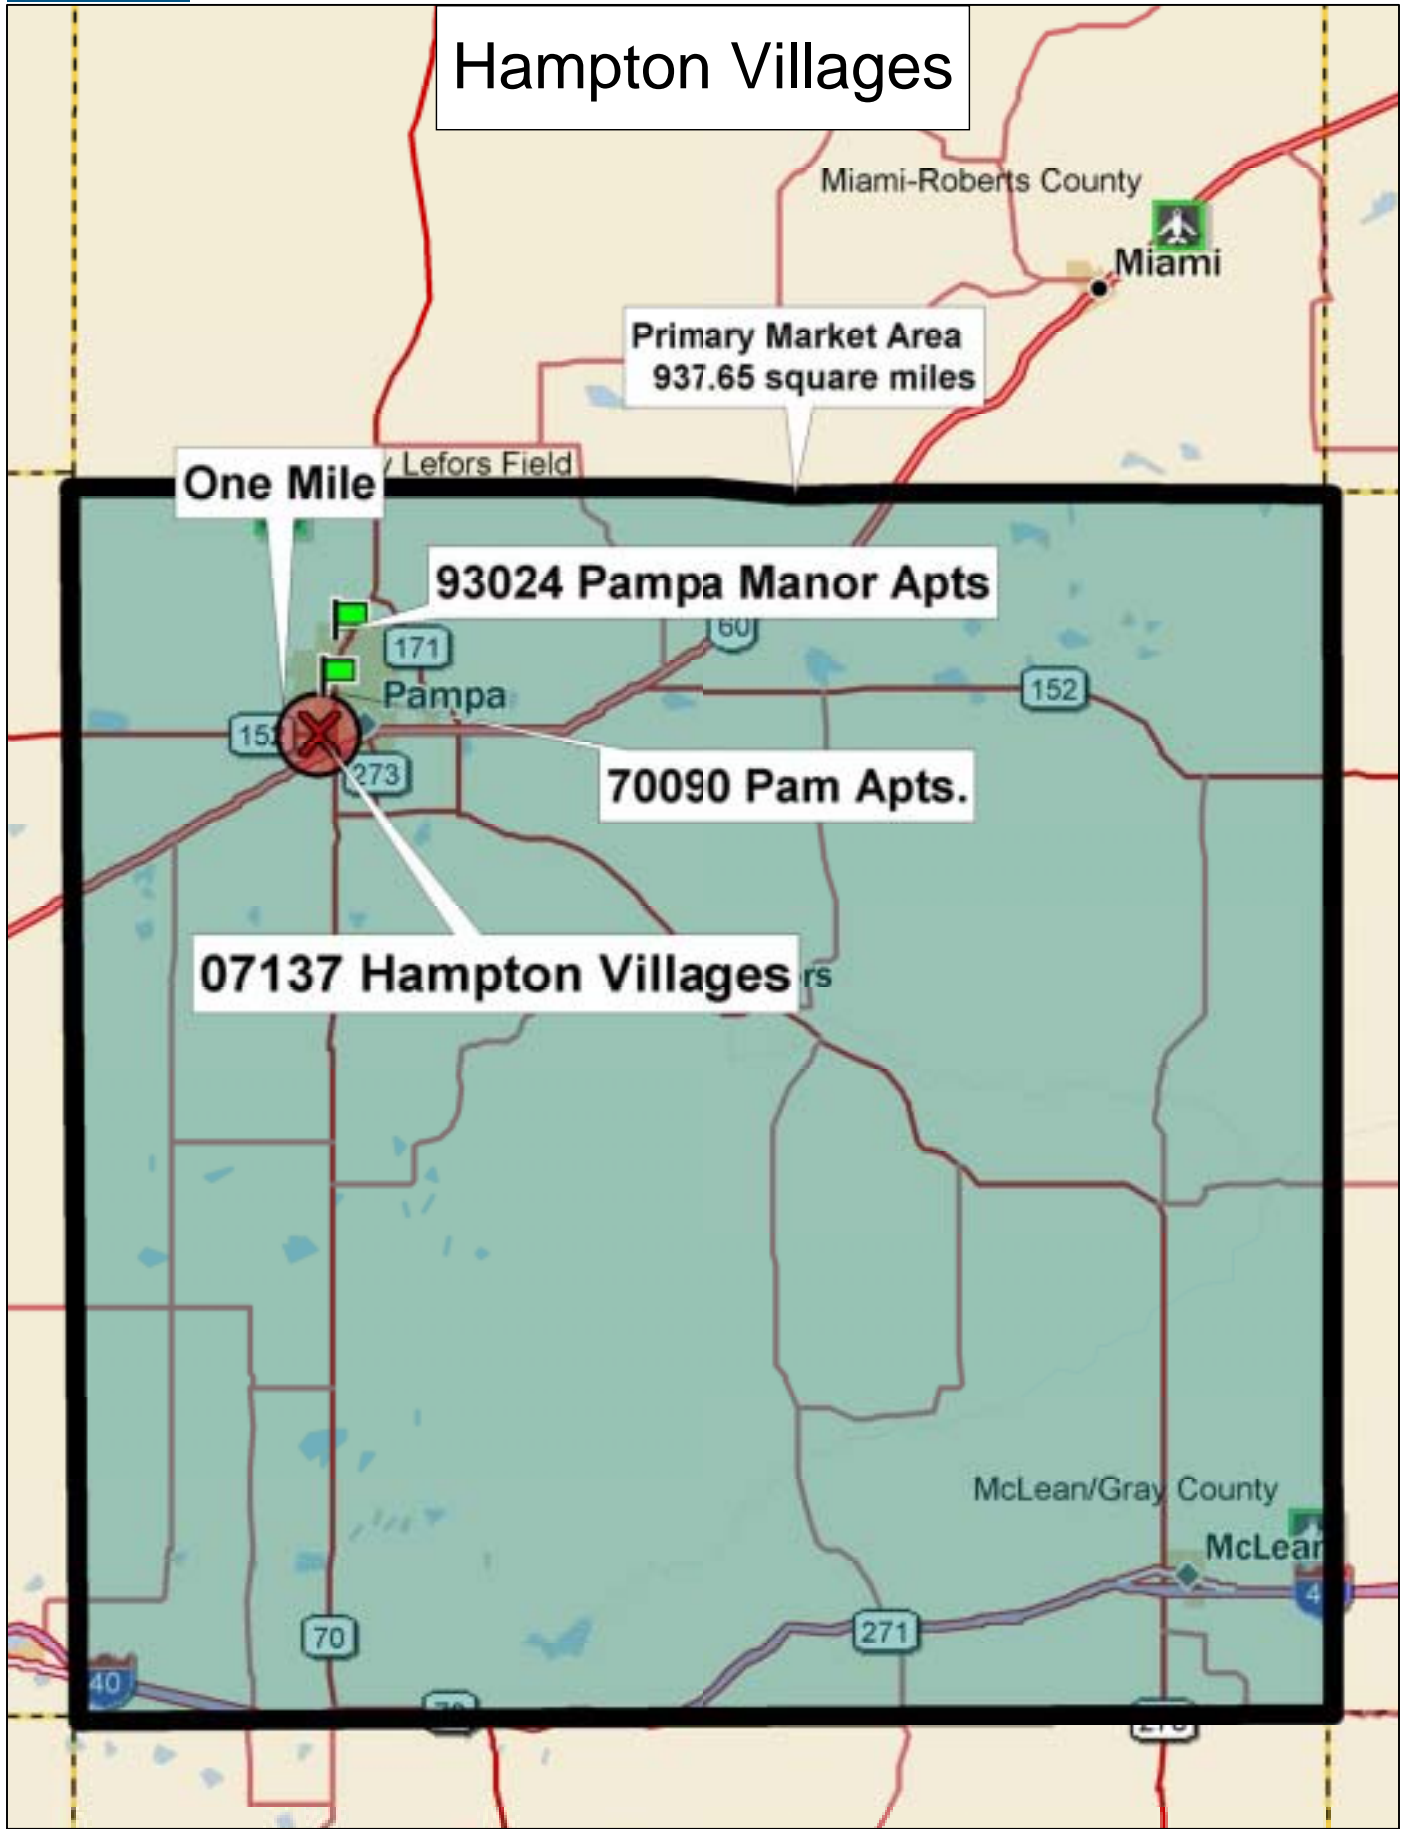 Hampton Villages
Miami-Roberts County
Miami
Primary Market Area
937.65 square miles
Lefors Field
One Mile
93024 Pampa Manor Apts
60
171
Pampa
152
152
273
70090 Pam Apts.
07137 Hampton Villages
McLean/Gray County
McLean
4
271
70
40